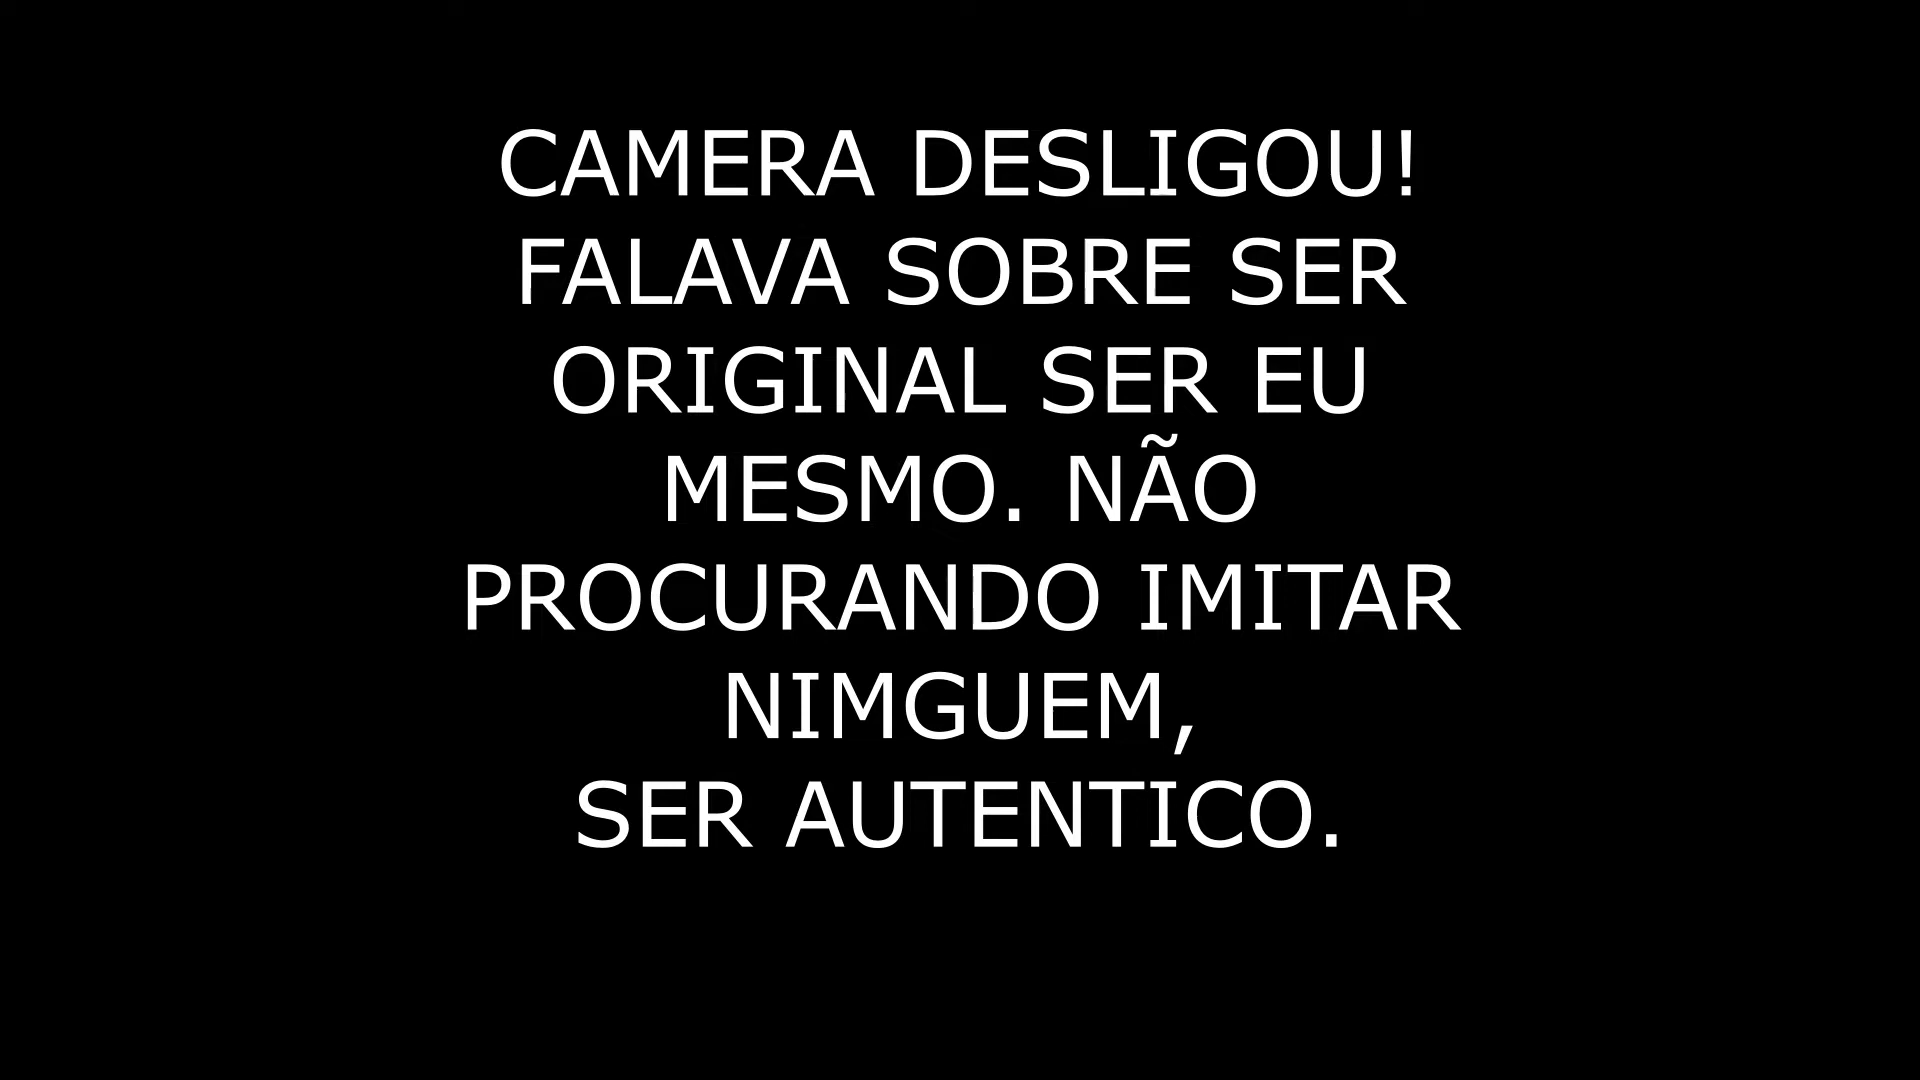 CAMERA DESLIGOU!
FALAVA SOBRE SER
ORIGINAL SER EU
MESMO. NÃO
PROCURANDO IMITAR
NIMGUEM,
SER AUTENTICO.